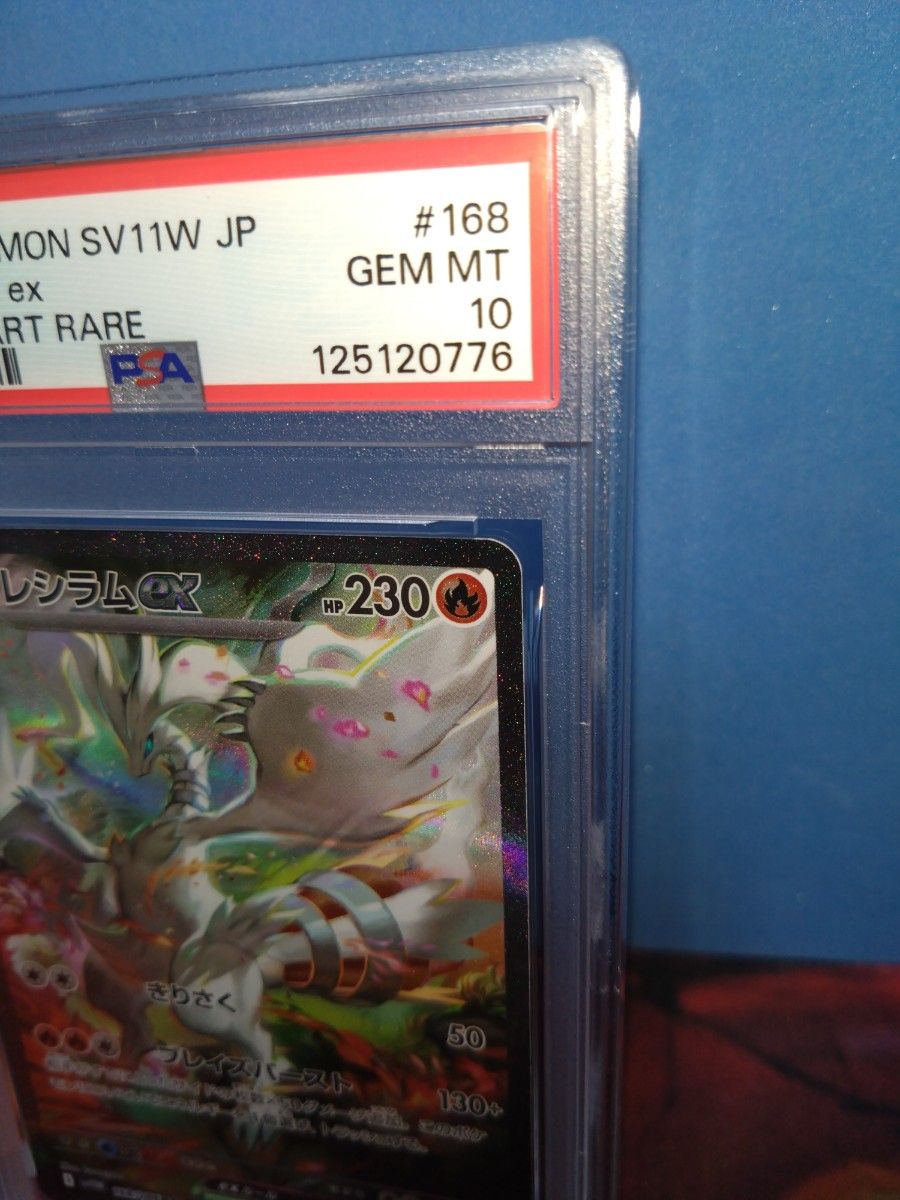 MON SV11W JP #168
ex GEM MT
ART RARE 10
PSA 125120776
レシラムex HP230
きりさく 50
ブレイズバースト 130+